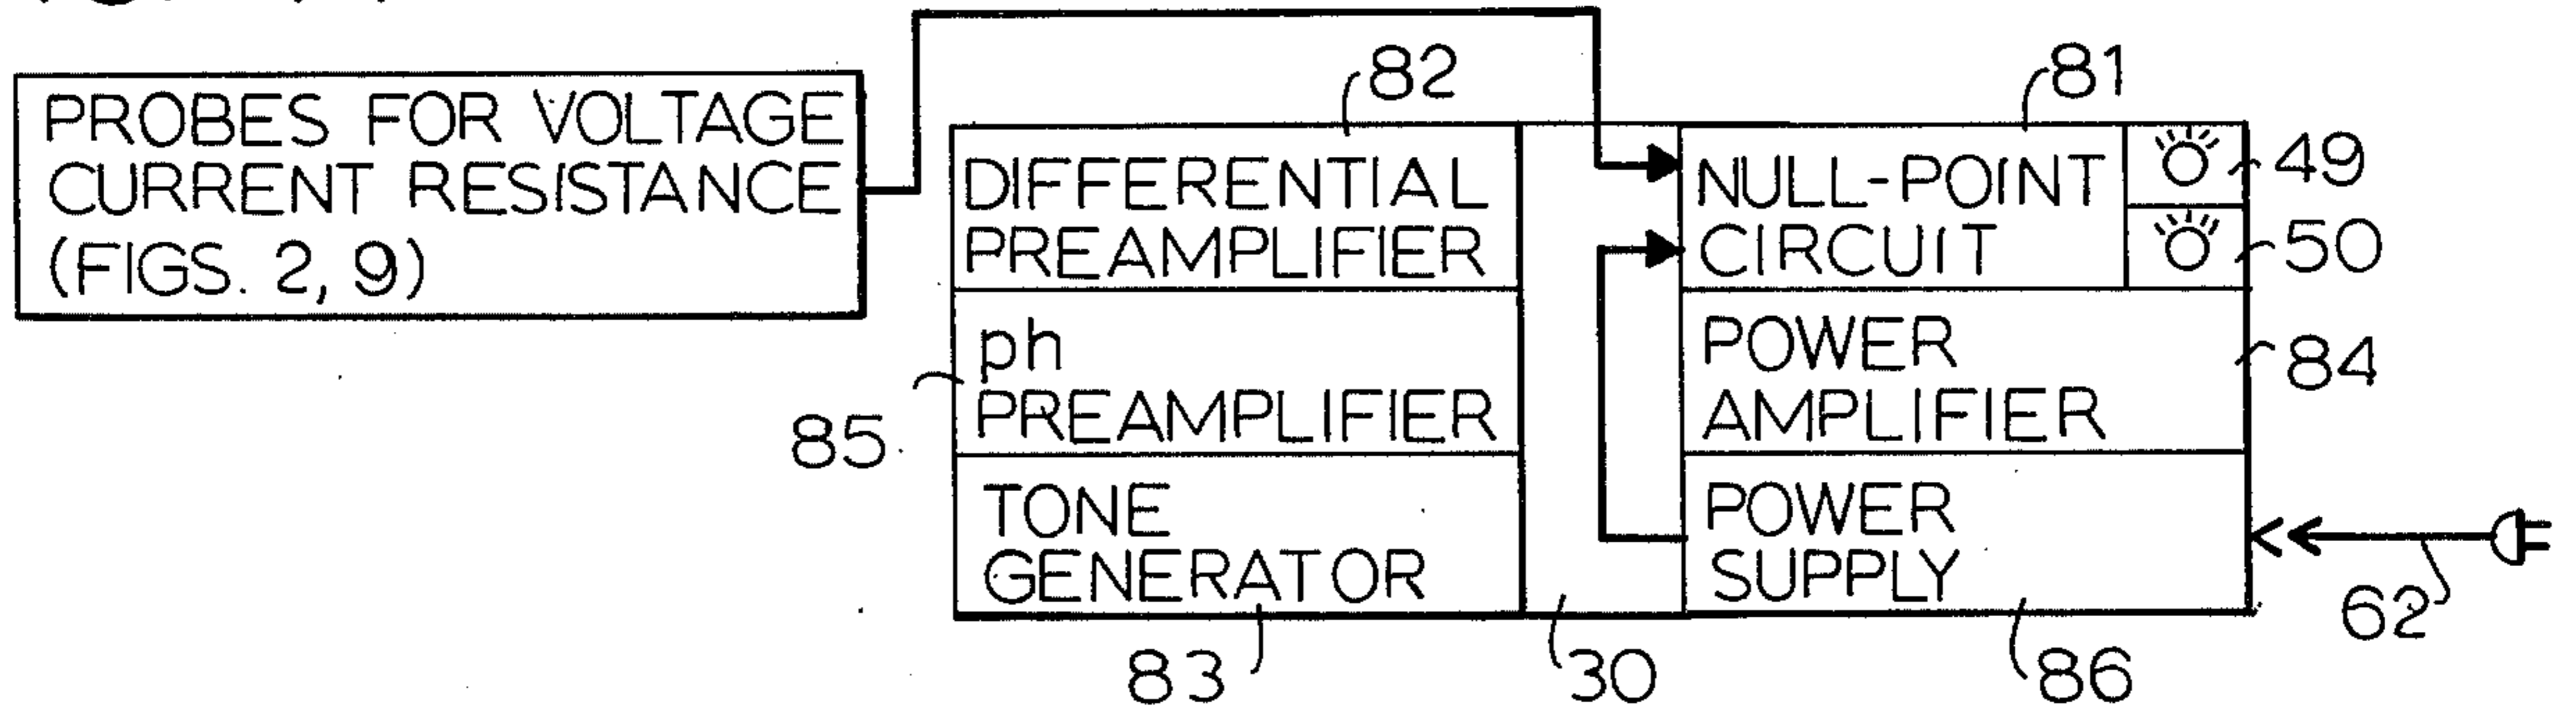 PROBES FOR VOLTAGE
CURRENT RESISTANCE
(FIGS. 2, 9)
82
DIFFERENTIAL
PREAMPLIFIER
ph
PREAMPLIFIER
85
TONE
GENERATOR
83
30
81
NULL-POINT
CIRCUIT
49
50
POWER
AMPLIFIER
84
POWER
SUPPLY
86
62